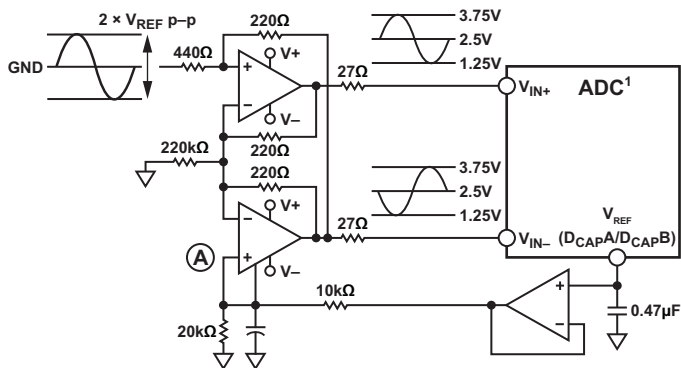 2 × VREF p–p
GND
440Ω
220Ω
V+
+
–
V–
27Ω
3.75V
2.5V
1.25V
VIN+
ADC1
220kΩ
220Ω
220Ω
V+
–
+
V–
A
27Ω
3.75V
2.5V
1.25V
VIN–
VREF
(DCAPA/DCAPB)
10kΩ
20kΩ
+
–
0.47µF